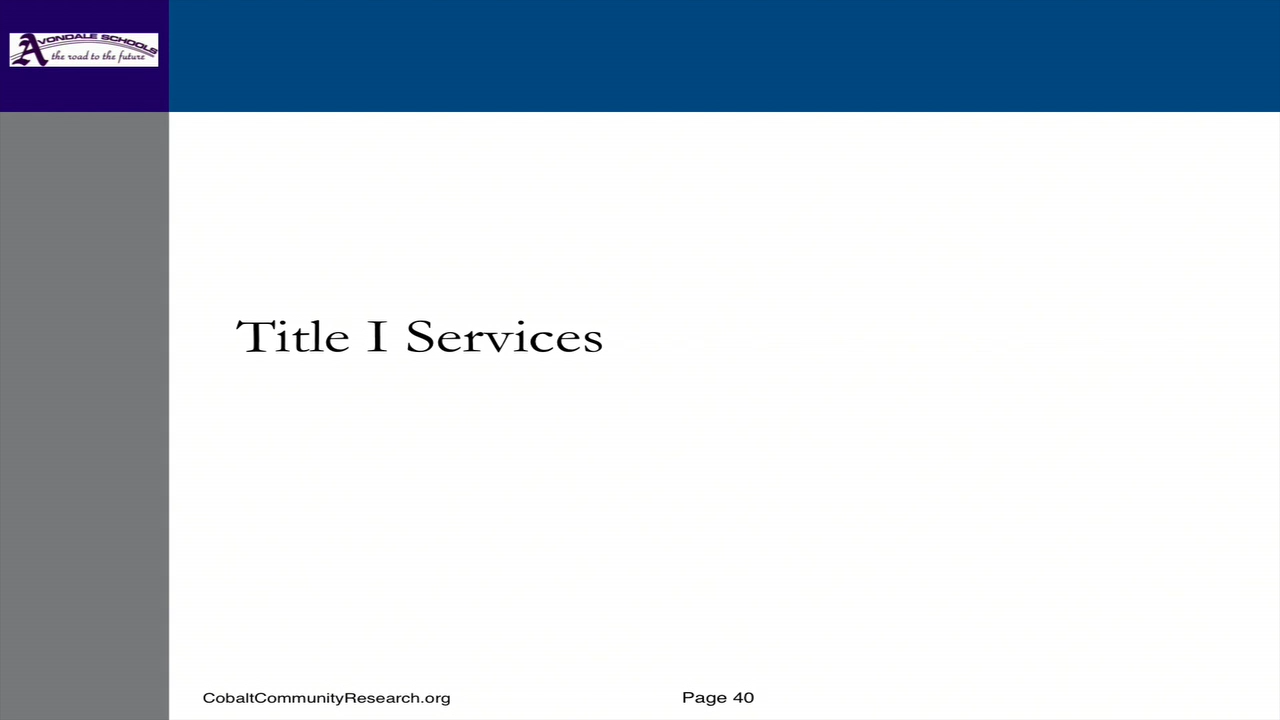 AVONDALE SCHOOLS
the road to the future
Title I Services
CobaltCommunityResearch.org
Page 40